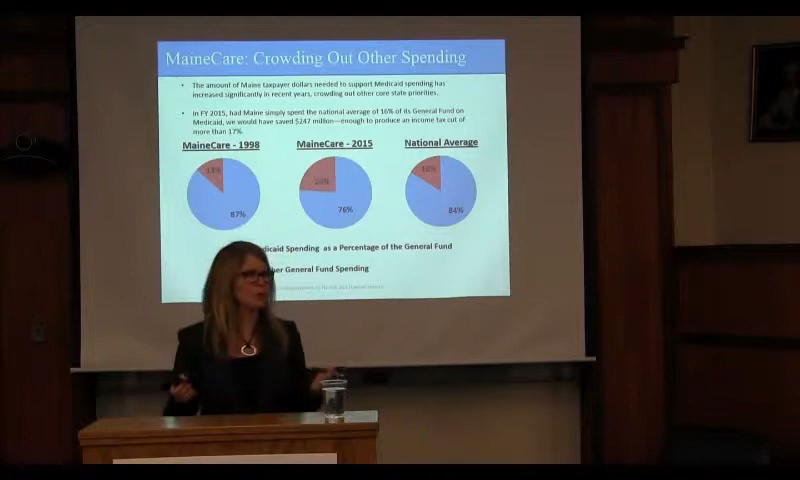 MaineCare: Crowding Out Other Spending
• The amount of Maine taxpayer dollars needed to support Medicaid spending has
increased significantly in recent years, crowding out other core state priorities.
• In FY 2015, had Maine simply spent the national average of 16% of its General Fund on
Medicaid, we would have saved $247 million—enough to produce an income tax cut of
more than 17%.
MaineCare - 1998 MaineCare - 2015 National Average
13% 24% 16%
87% 76% 84%
dicaid Spending as a Percentage of the General Fund
her General Fund Spending